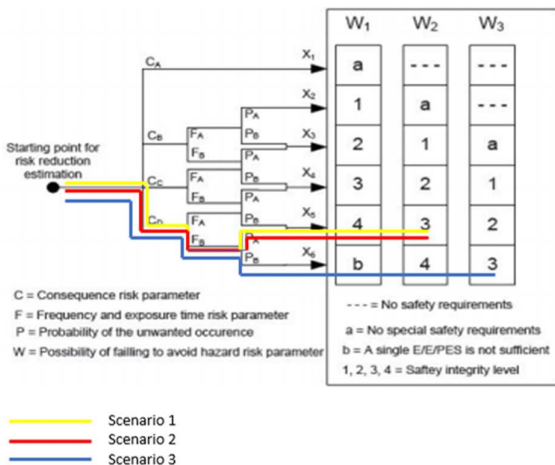 W1 W2 W3
CA X1 a --- ---
X2 1 a ---
PA
CB FA PB X3 2 1 a
FB PA
Starting point for
risk reduction
estimation
CC FA PB X4 3 2 1
FB PA
CD FA PB X5 4 3 2
FB PA
PB X6 b 4 3
C = Consequence risk parameter
F = Frequency and exposure time risk parameter
P = Probability of the unwanted occurence
W = Possibility of failling to avoid hazard risk parameter
--- = No safety requirements
a = No special safety requirements
b = A single E/E/PES is not sufficient
1, 2, 3, 4 = Saftey integrity level
Scenario 1
Scenario 2
Scenario 3